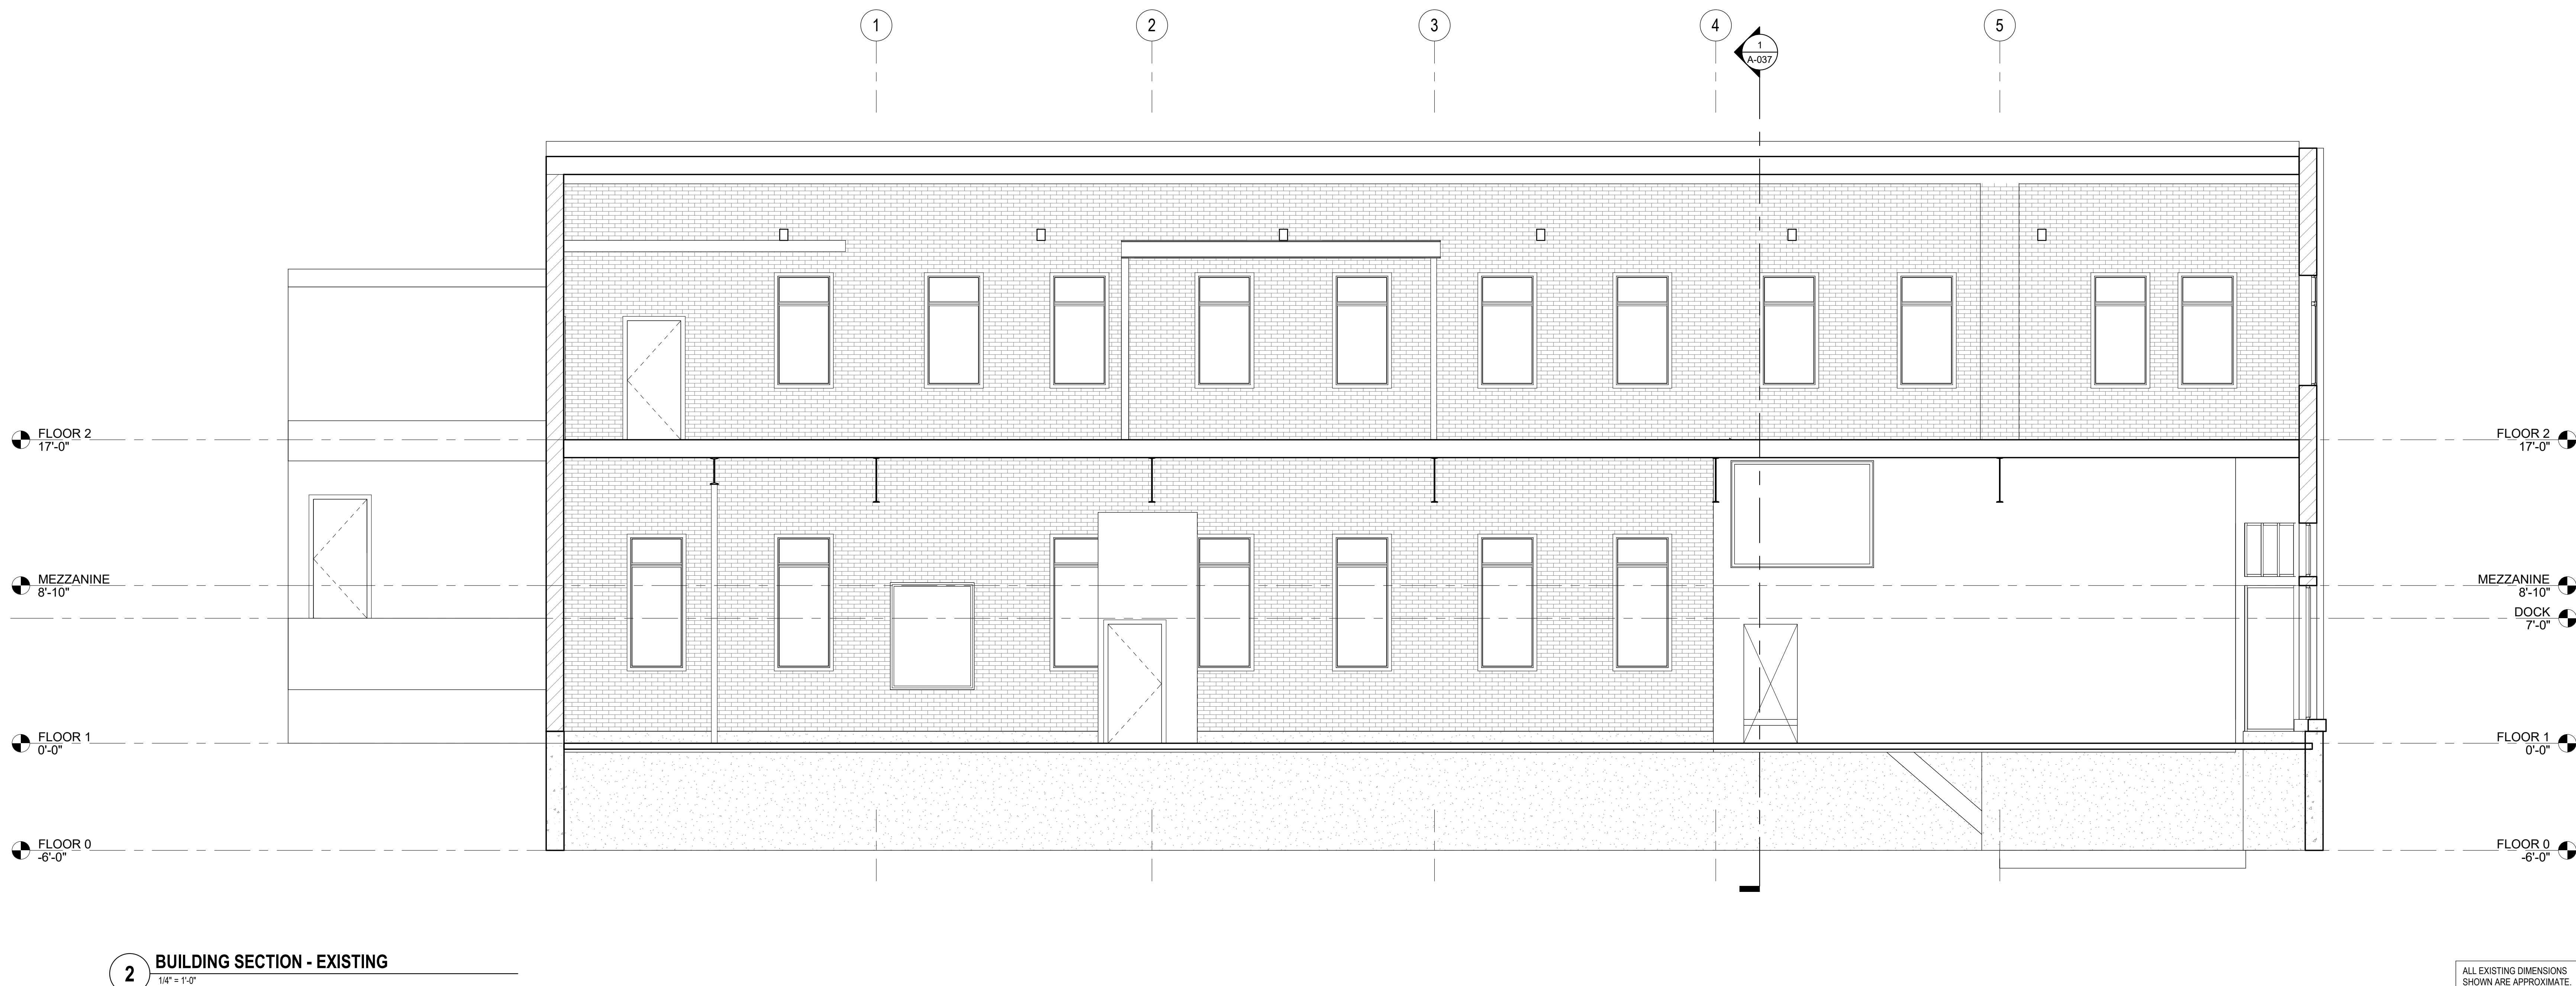 1
2
3
4
5
1
A-037
FLOOR 2
17'-0"
FLOOR 2
17'-0"
MEZZANINE
8'-10"
MEZZANINE
8'-10"
DOCK
7'-0"
FLOOR 1
0'-0"
FLOOR 1
0'-0"
FLOOR 0
-6'-0"
FLOOR 0
-6'-0"
2
BUILDING SECTION - EXISTING
1/4" = 1'-0"
ALL EXISTING DIMENSIONS
SHOWN ARE APPROXIMATE.